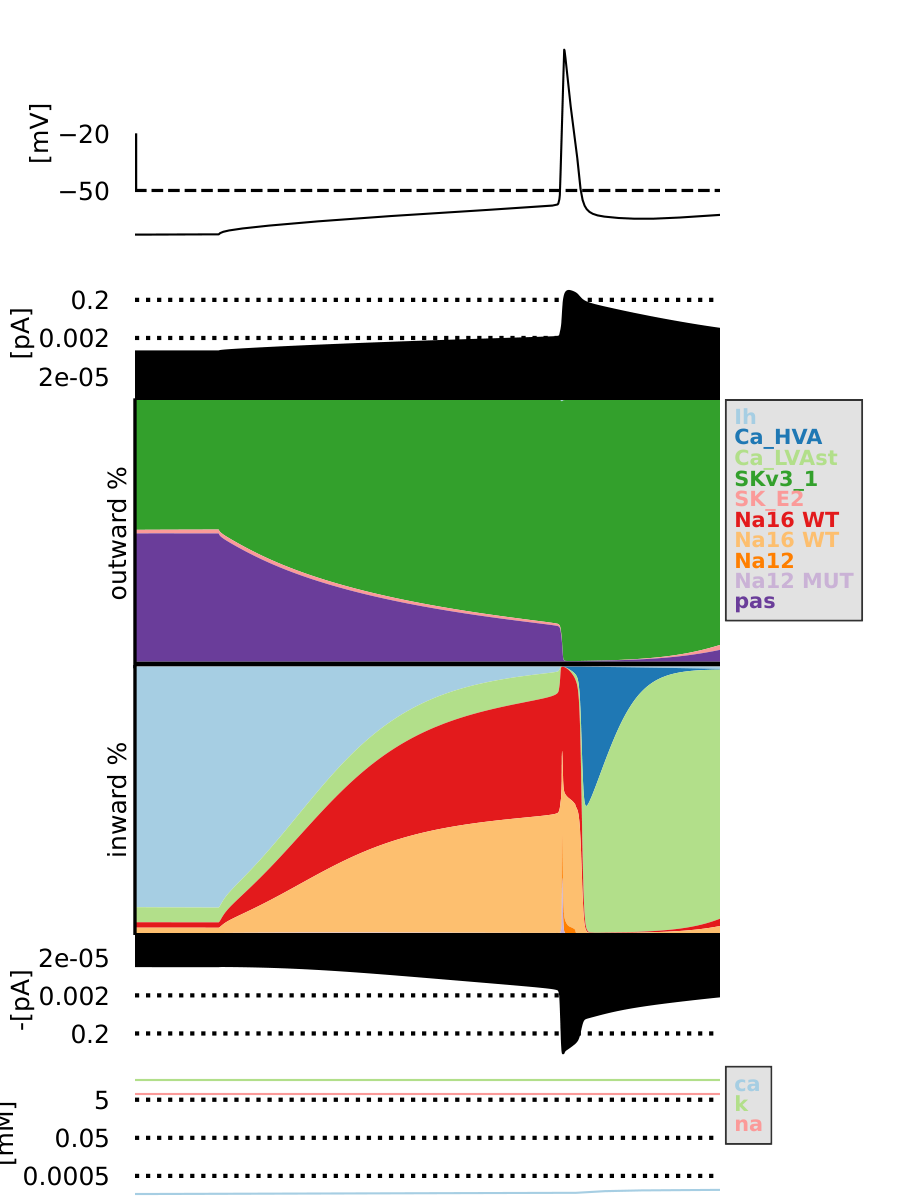 [mV]
−20
−50
[pA]
0.2
0.002
2e-05
outward %
Ih
Ca_HVA
Ca_LVAst
SKv3_1
SK_E2
Na16 WT
Na16 WT
Na12
Na12 MUT
pas
inward %
-[pA]
2e-05
0.002
0.2
[mM]
5
0.05
0.0005
ca
k
na